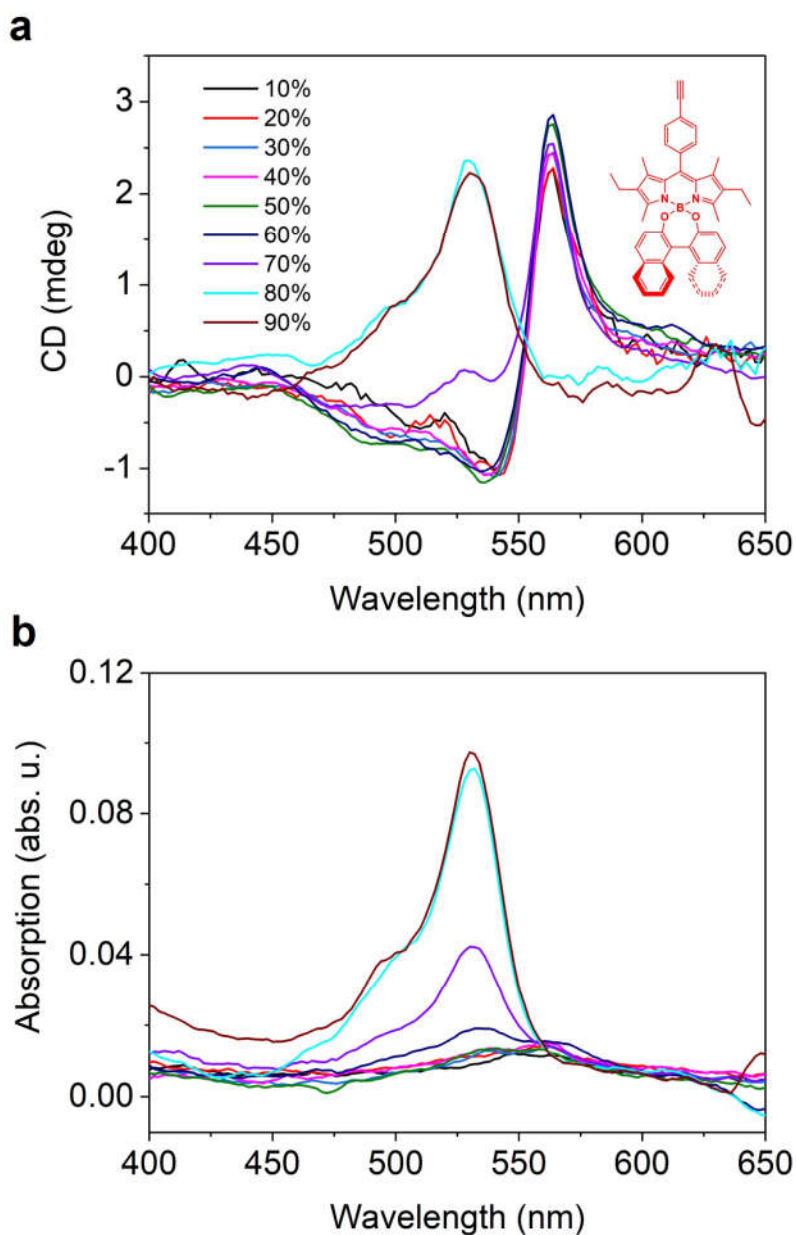 a
CD (mdeg)
3
2
1
0
-1
10%
20%
30%
40%
50%
60%
70%
80%
90%
N
B
N
O
O
400 450 500 550 600 650
Wavelength (nm)
b
Absorption (abs. u.)
0.12
0.08
0.04
0.00
400 450 500 550 600 650
Wavelength (nm)